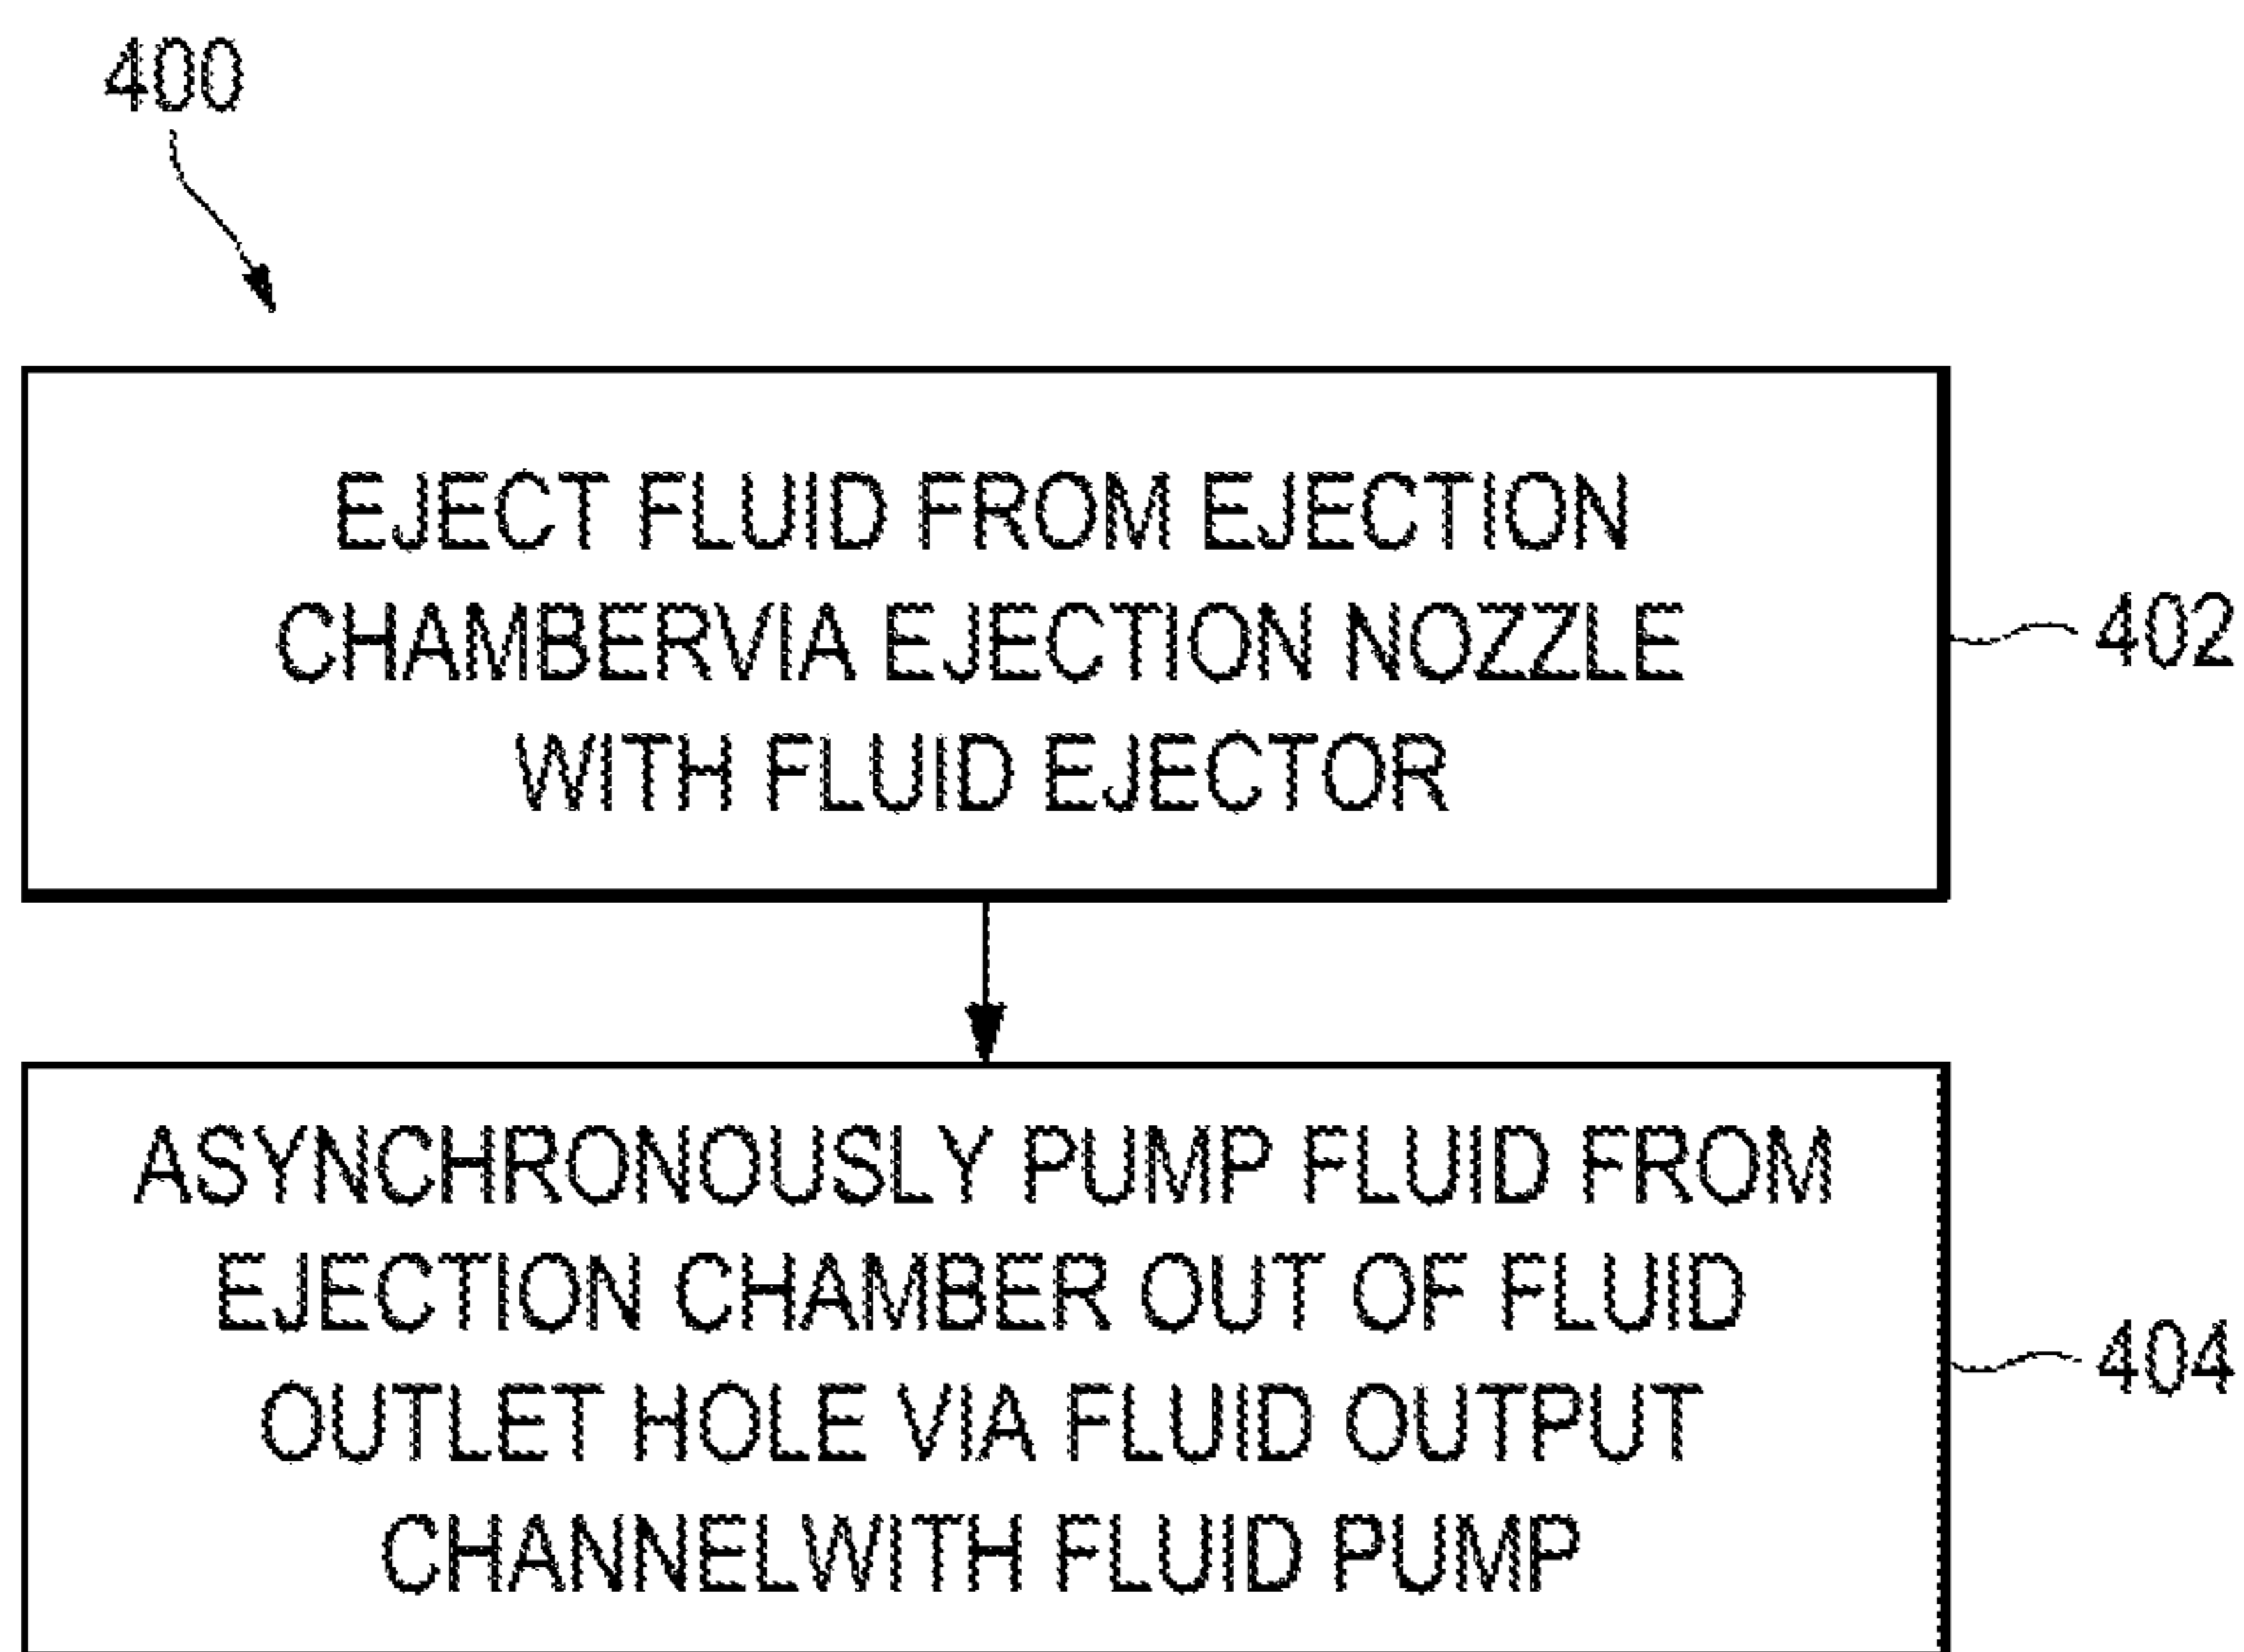 400
EJECT FLUID FROM EJECTION
CHAMBERVIA EJECTION NOZZLE
WITH FLUID EJECTOR
402
ASYNCHRONOUSLY PUMP FLUID FROM
EJECTION CHAMBER OUT OF FLUID
OUTLET HOLE VIA FLUID OUTPUT
CHANNELWITH FLUID PUMP
404